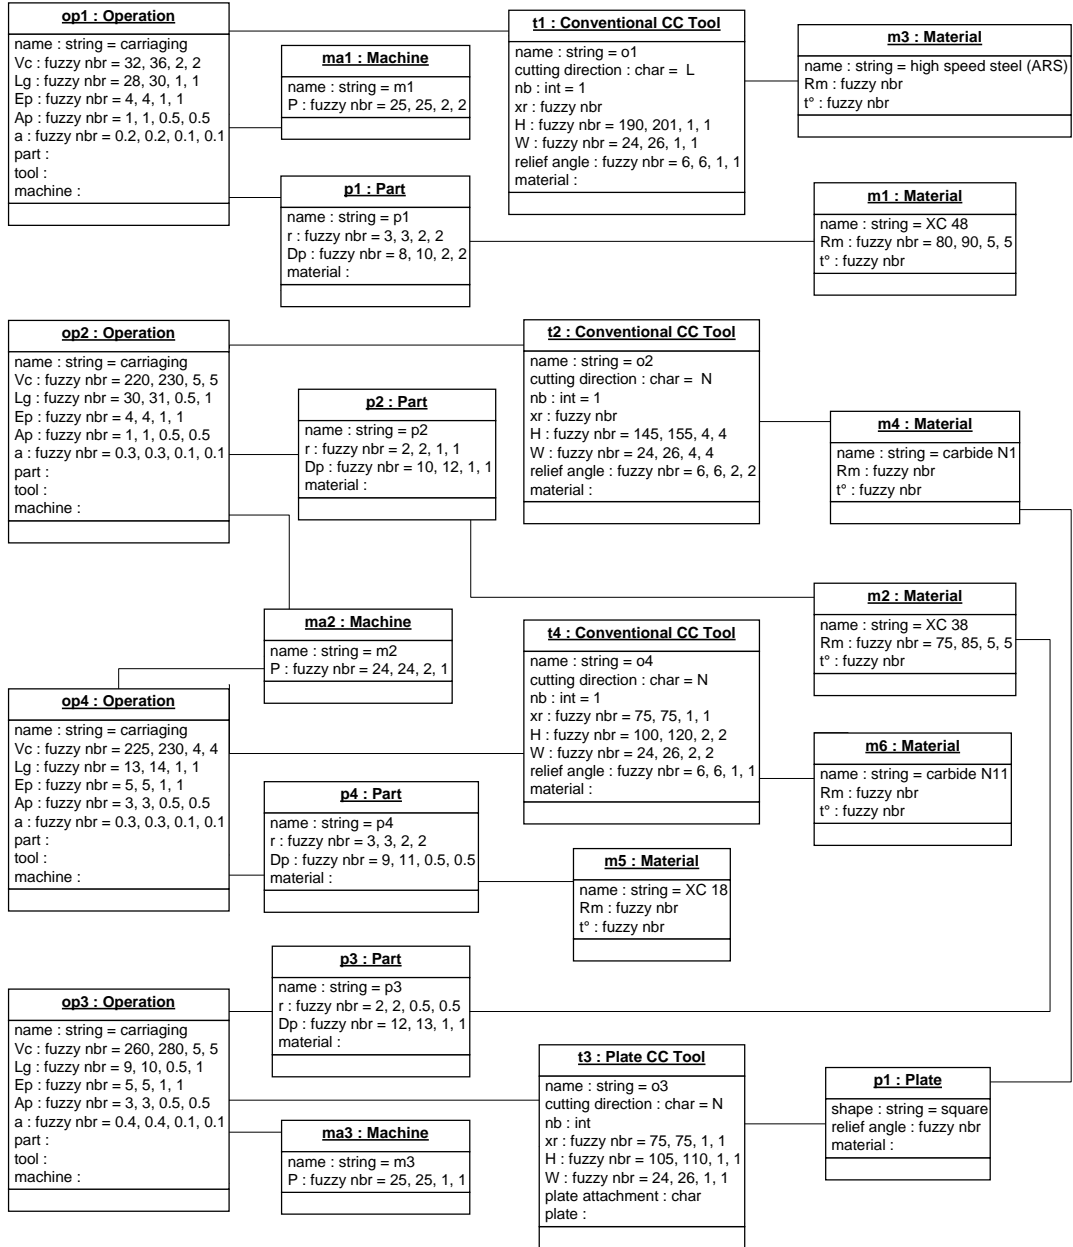 op1 : Operation
name : string = carriaging
Vc : fuzzy nbr = 32, 36, 2, 2
Lg : fuzzy nbr = 28, 30, 1, 1
Ep : fuzzy nbr = 4, 4, 1, 1
Ap : fuzzy nbr = 1, 1, 0.5, 0.5
a : fuzzy nbr = 0.2, 0.2, 0.1, 0.1
part :
tool :
machine :
ma1 : Machine
name : string = m1
P : fuzzy nbr = 25, 25, 2, 2
p1 : Part
name : string = p1
r : fuzzy nbr = 3, 3, 2, 2
Dp : fuzzy nbr = 8, 10, 2, 2
material :
t1 : Conventional CC Tool
name : string = o1
cutting direction : char = L
nb : int = 1
xr : fuzzy nbr
H : fuzzy nbr = 190, 201, 1, 1
W : fuzzy nbr = 24, 26, 1, 1
relief angle : fuzzy nbr = 6, 6, 1, 1
material :
m3 : Material
name : string = high speed steel (ARS)
Rm : fuzzy nbr
t° : fuzzy nbr
m1 : Material
name : string = XC 48
Rm : fuzzy nbr = 80, 90, 5, 5
t° : fuzzy nbr
op2 : Operation
name : string = carriaging
Vc : fuzzy nbr = 220, 230, 5, 5
Lg : fuzzy nbr = 30, 31, 0.5, 1
Ep : fuzzy nbr = 4, 4, 1, 1
Ap : fuzzy nbr = 1, 1, 0.5, 0.5
a : fuzzy nbr = 0.3, 0.3, 0.1, 0.1
part :
tool :
machine :
p2 : Part
name : string = p2
r : fuzzy nbr = 2, 2, 1, 1
Dp : fuzzy nbr = 10, 12, 1, 1
material :
t2 : Conventional CC Tool
name : string = o2
cutting direction : char = N
nb : int = 1
xr : fuzzy nbr
H : fuzzy nbr = 145, 155, 4, 4
W : fuzzy nbr = 24, 26, 4, 4
relief angle : fuzzy nbr = 6, 6, 2, 2
material :
m4 : Material
name : string = carbide N1
Rm : fuzzy nbr
t° : fuzzy nbr
ma2 : Machine
name : string = m2
P : fuzzy nbr = 24, 24, 2, 1
m2 : Material
name : string = XC 38
Rm : fuzzy nbr = 75, 85, 5, 5
t° : fuzzy nbr
op4 : Operation
name : string = carriaging
Vc : fuzzy nbr = 225, 230, 4, 4
Lg : fuzzy nbr = 13, 14, 1, 1
Ep : fuzzy nbr = 5, 5, 1, 1
Ap : fuzzy nbr = 3, 3, 0.5, 0.5
a : fuzzy nbr = 0.3, 0.3, 0.1, 0.1
part :
tool :
machine :
t4 : Conventional CC Tool
name : string = o4
cutting direction : char = N
nb : int = 1
xr : fuzzy nbr = 75, 75, 1, 1
H : fuzzy nbr = 100, 120, 2, 2
W : fuzzy nbr = 24, 26, 2, 2
relief angle : fuzzy nbr = 6, 6, 1, 1
material :
m6 : Material
name : string = carbide N11
Rm : fuzzy nbr
t° : fuzzy nbr
p4 : Part
name : string = p4
r : fuzzy nbr = 3, 3, 2, 2
Dp : fuzzy nbr = 9, 11, 0.5, 0.5
material :
m5 : Material
name : string = XC 18
Rm : fuzzy nbr
t° : fuzzy nbr
p3 : Part
name : string = p3
r : fuzzy nbr = 2, 2, 0.5, 0.5
Dp : fuzzy nbr = 12, 13, 1, 1
material :
op3 : Operation
name : string = carriaging
Vc : fuzzy nbr = 260, 280, 5, 5
Lg : fuzzy nbr = 9, 10, 0.5, 1
Ep : fuzzy nbr = 5, 5, 1, 1
Ap : fuzzy nbr = 3, 3, 0.5, 0.5
a : fuzzy nbr = 0.4, 0.4, 0.1, 0.1
part :
tool :
machine :
ma3 : Machine
name : string = m3
P : fuzzy nbr = 25, 25, 1, 1
t3 : Plate CC Tool
name : string = o3
cutting direction : char = N
nb : int
xr : fuzzy nbr = 75, 75, 1, 1
H : fuzzy nbr = 105, 110, 1, 1
W : fuzzy nbr = 24, 26, 1, 1
plate attachment : char
plate :
p1 : Plate
shape : string = square
relief angle : fuzzy nbr
material :